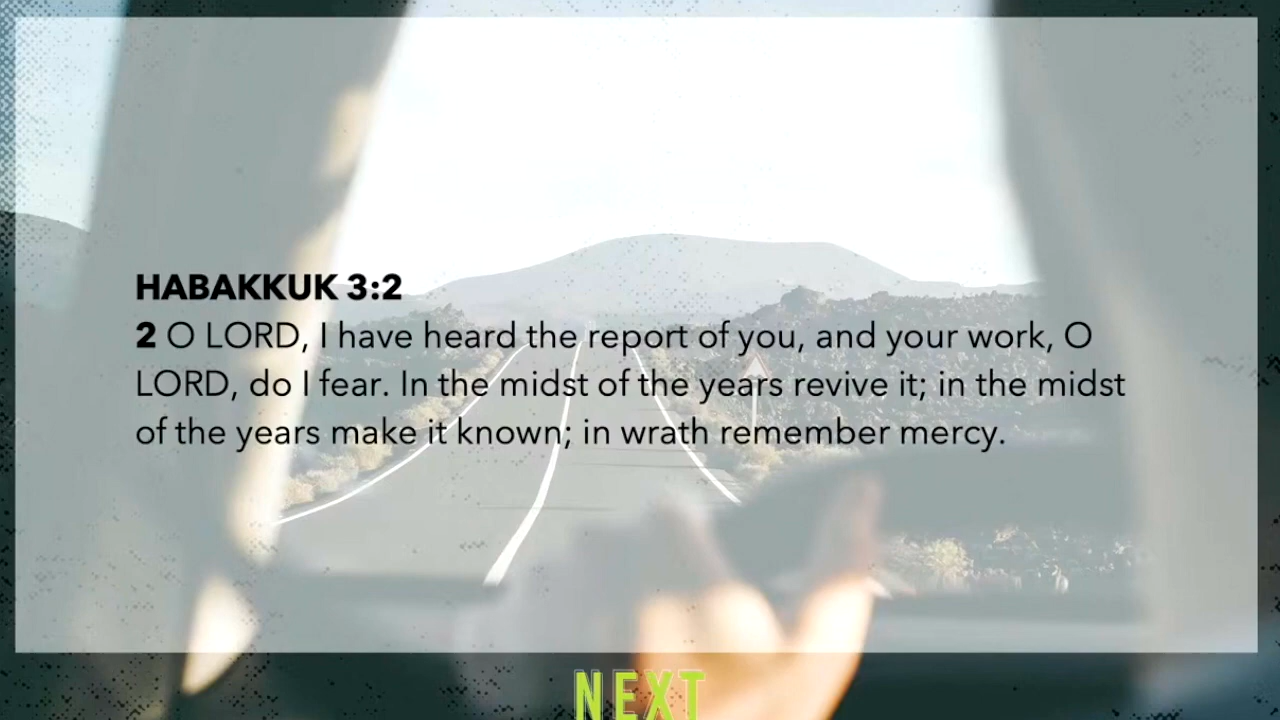 HABAKKUK 3:2
2 O LORD, I have heard the report of you, and your work, O
LORD, do I fear. In the midst of the years revive it; in the midst
of the years make it known; in wrath remember mercy.
NEXT